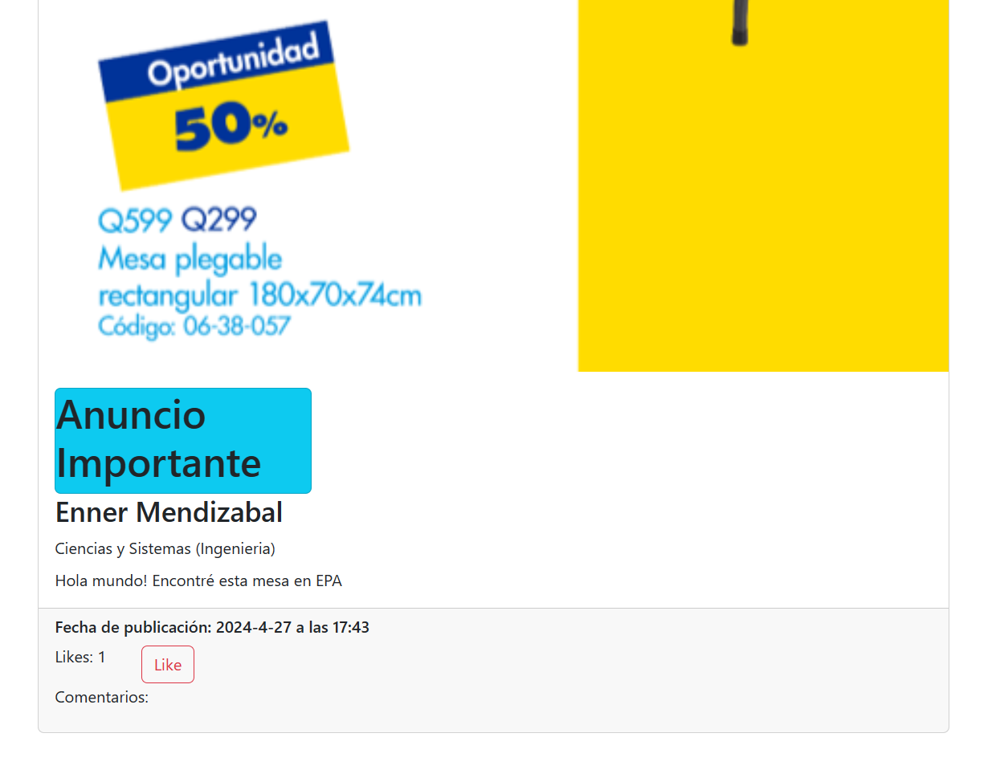 Oportunidad
50%
Q599 Q299
Mesa plegable
rectangular 180x70x74cm
Código: 06-38-057
Anuncio
Importante
Enner Mendizabal
Ciencias y Sistemas (Ingenieria)
Hola mundo! Encontré esta mesa en EPA
Fecha de publicación: 2024-4-27 a las 17:43
Likes: 1 Like
Comentarios: